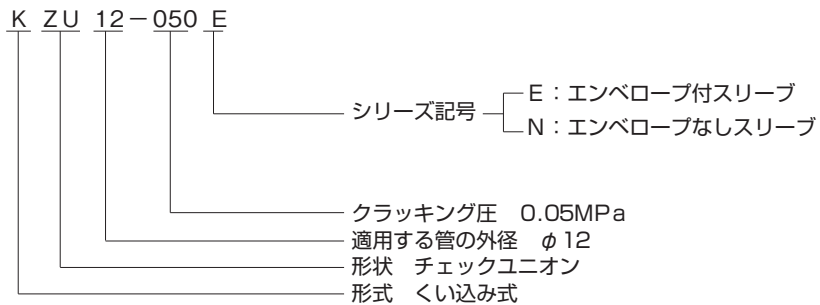 K ZU 12－050 E
E：エンベロープ付スリーブ
シリーズ記号
N：エンベロープなしスリーブ
クラッキング圧　0.05MPa
適用する管の外径　φ12
形状　チェックユニオン
形式　くい込み式